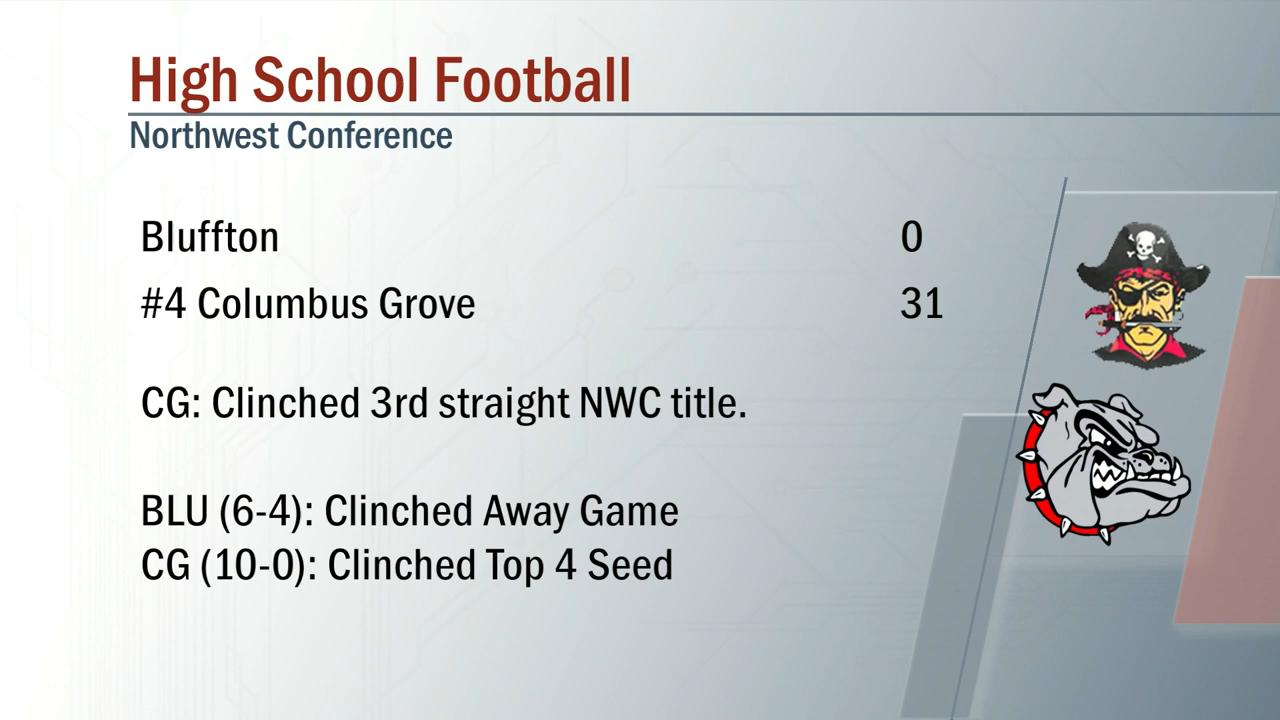 High School Football
Northwest Conference
Bluffton 0
#4 Columbus Grove 31
CG: Clinched 3rd straight NWC title.
BLU (6-4): Clinched Away Game
CG (10-0): Clinched Top 4 Seed